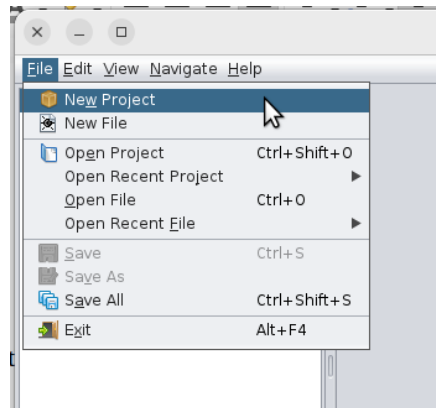 File Edit View Navigate Help
New Project
New File
Open Project Ctrl+Shift+O
Open Recent Project
Open File Ctrl+O
Open Recent File
Save Ctrl+S
Save As
Save All Ctrl+Shift+S
Exit Alt+F4